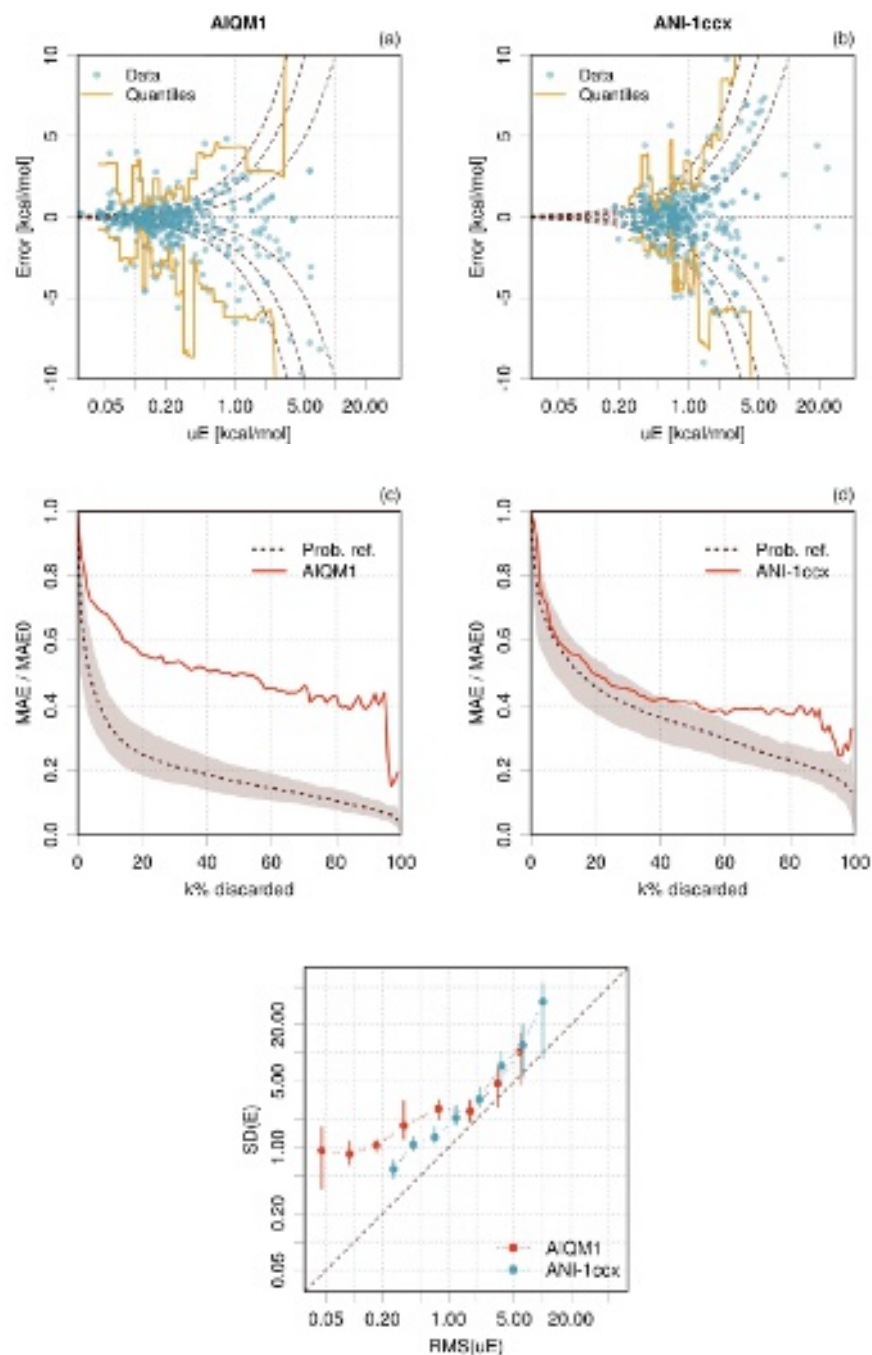 AIQM1
(a)
Data
Quantiles
Error [kcal/mol]
10
5
0
-5
-10
0.05 0.20 1.00 5.00 20.00
uE [kcal/mol]
ANI-1ccx
(b)
Data
Quantiles
Error [kcal/mol]
10
5
0
-5
-10
0.05 0.20 1.00 5.00 20.00
uE [kcal/mol]
(c)
Prob. ref.
AIQM1
MAE / MAE0
1.0
0.8
0.6
0.4
0.2
0.0
0 20 40 60 80 100
k% discarded
(d)
Prob. ref.
ANI-1ccx
MAE / MAE0
1.0
0.8
0.6
0.4
0.2
0.0
0 20 40 60 80 100
k% discarded
SD(E)
20.00
5.00
1.00
0.20
0.05
AIQM1
ANI-1ccx
0.05 0.20 1.00 5.00 20.00
RMS(uE)